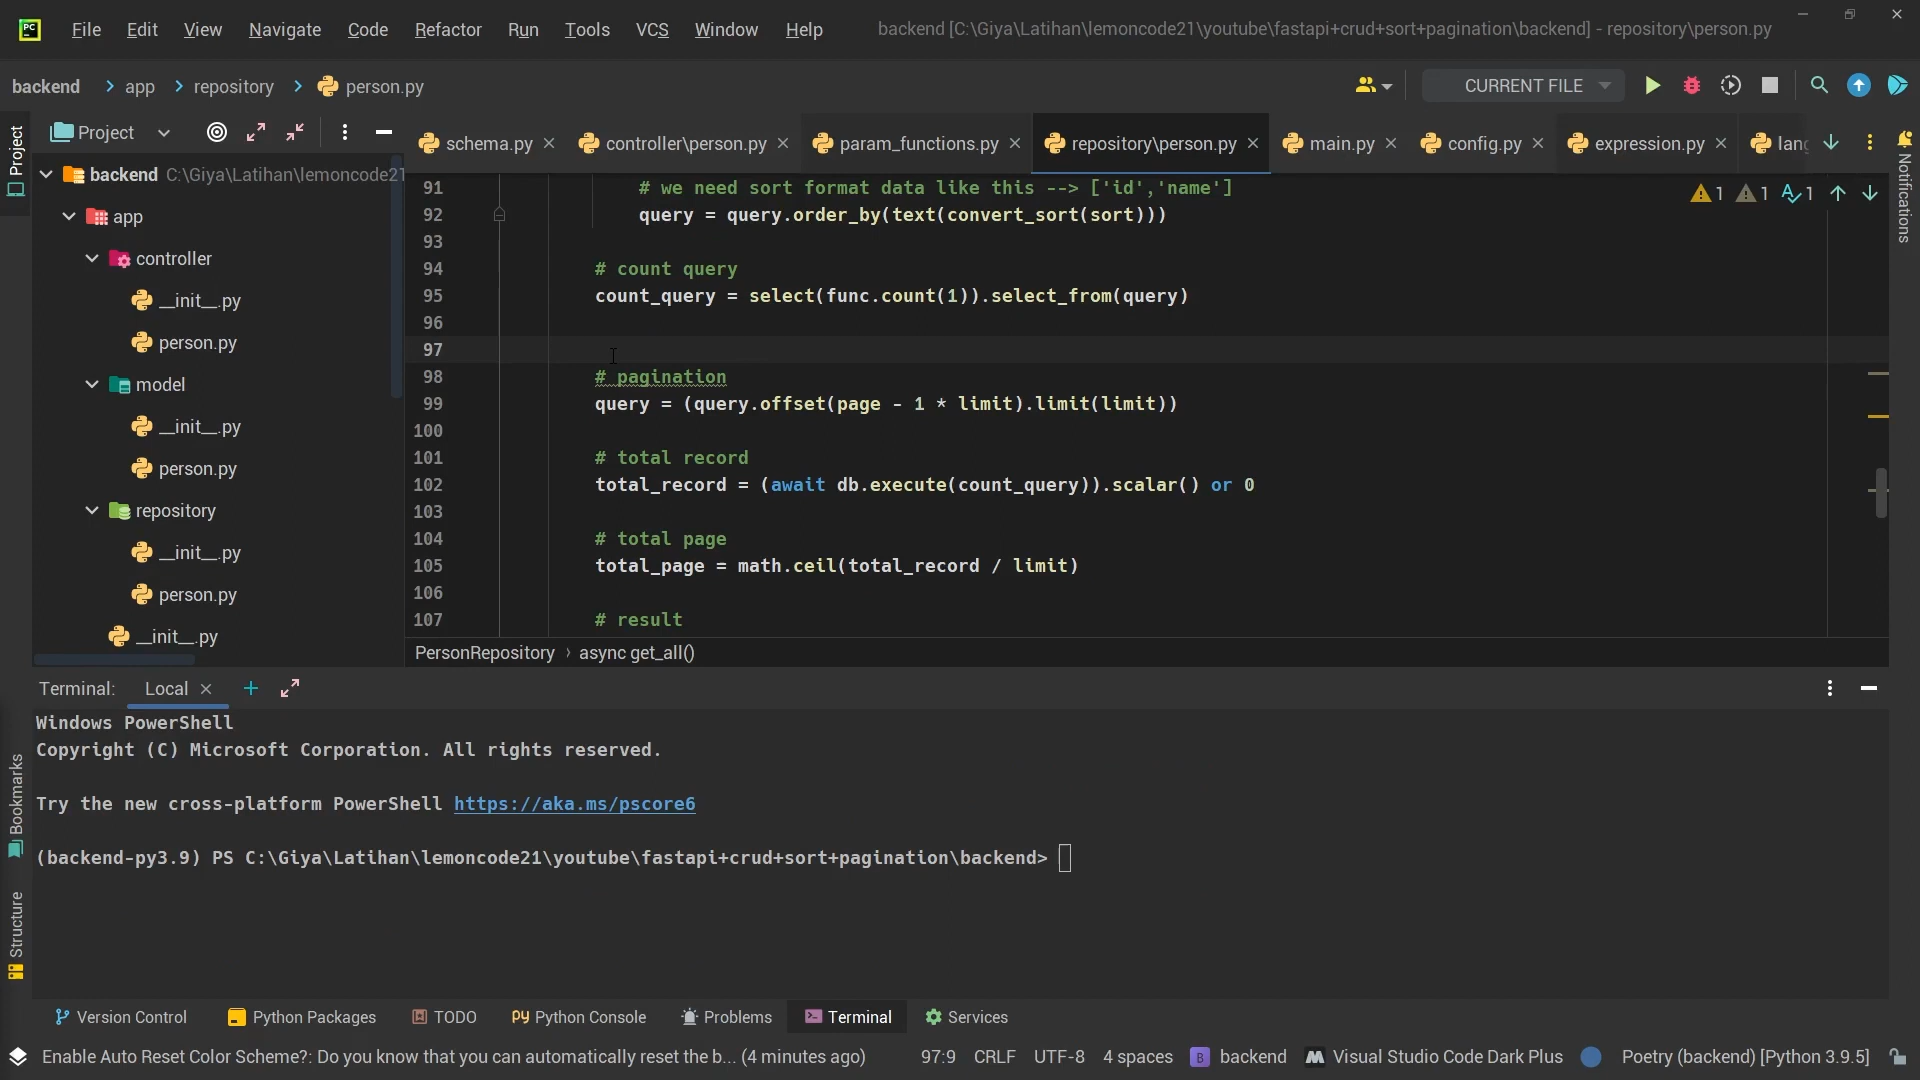 PC File Edit View Navigate Code Refactor Run Tools VCS Window Help backend [C:\Giya\Latihan\lemoncode21\youtube\fastapi+crud+sort+pagination\backend] - repository\person.py
backend app repository person.py CURRENT FILE
Project schema.py controller\person.py param_functions.py repository\person.py main.py config.py expression.py lang
Project
Notifications
backend C:\Giya\Latihan\lemoncode21
app
controller
__init__.py
person.py
model
__init__.py
person.py
repository
__init__.py
person.py
__init__.py
1 1 1
91 # we need sort format data like this --> ['id','name']
92 query = query.order_by(text(convert_sort(sort)))
93
94 # count query
95 count_query = select(func.count(1)).select_from(query)
96
97
98 # pagination
99 query = (query.offset(page - 1 * limit).limit(limit))
100
101 # total record
102 total_record = (await db.execute(count_query)).scalar() or 0
103
104 # total page
105 total_page = math.ceil(total_record / limit)
106
107 # result
PersonRepository › async get_all()
Terminal: Local
Windows PowerShell
Copyright (C) Microsoft Corporation. All rights reserved.
Try the new cross-platform PowerShell https://aka.ms/pscore6
(backend-py3.9) PS C:\Giya\Latihan\lemoncode21\youtube\fastapi+crud+sort+pagination\backend>
Bookmarks
Structure
Version Control Python Packages TODO Python Console Problems Terminal Services
Enable Auto Reset Color Scheme?: Do you know that you can automatically reset the b... (4 minutes ago) 97:9 CRLF UTF-8 4 spaces B backend M Visual Studio Code Dark Plus Poetry (backend) [Python 3.9.5]